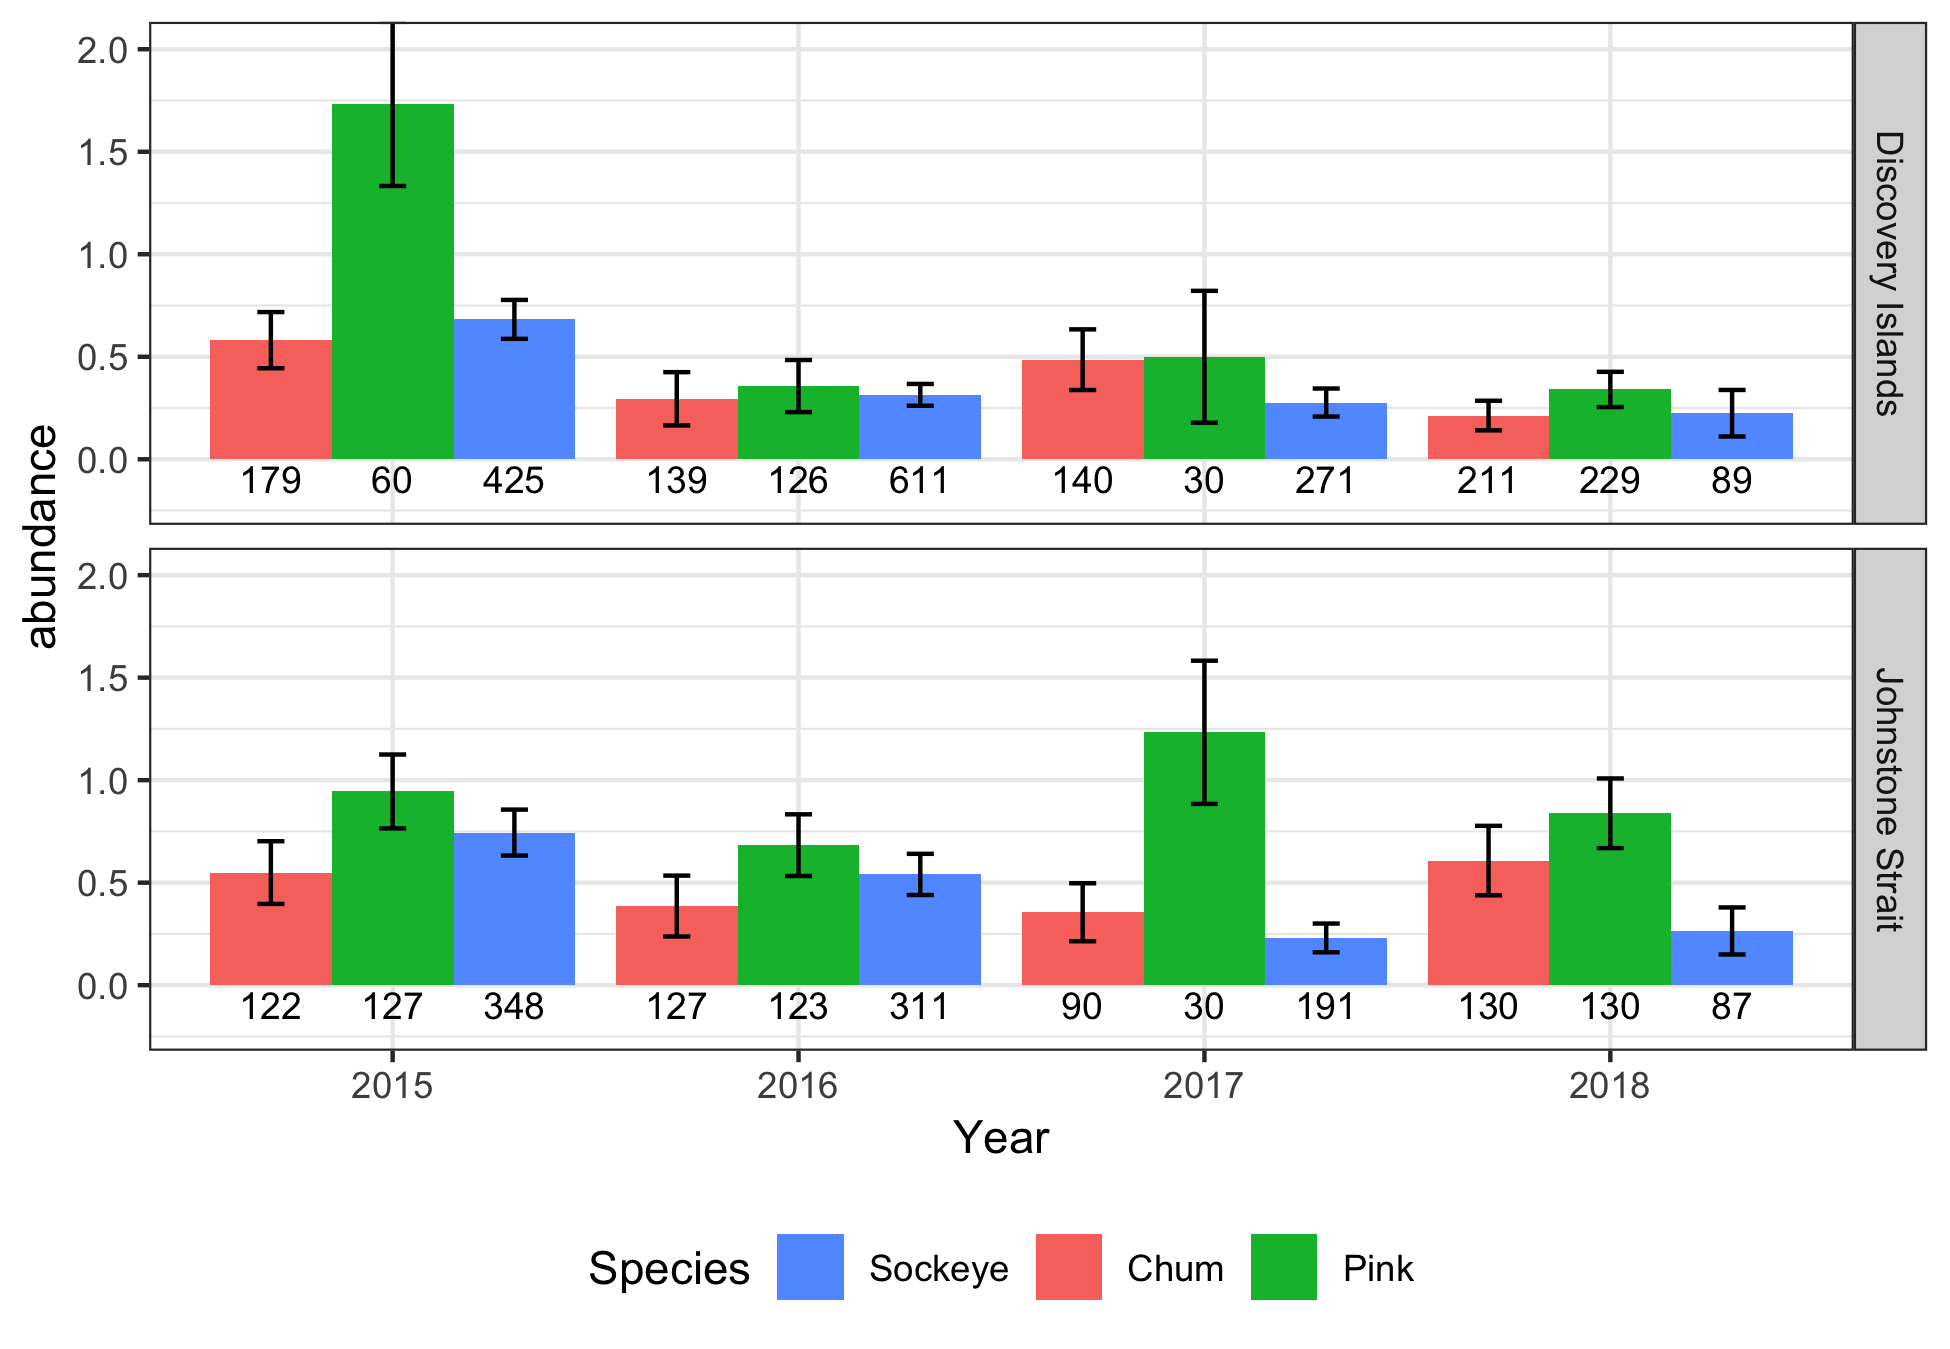 abundance
2.0
1.5
1.0
0.5
0.0
179 60 425 139 126 611 140 30 271 211 229 89
Discovery Islands
2.0
1.5
1.0
0.5
0.0
122 127 348 127 123 311 90 30 191 130 130 87
Johnstone Strait
2015 2016 2017 2018
Year
Species Sockeye Chum Pink